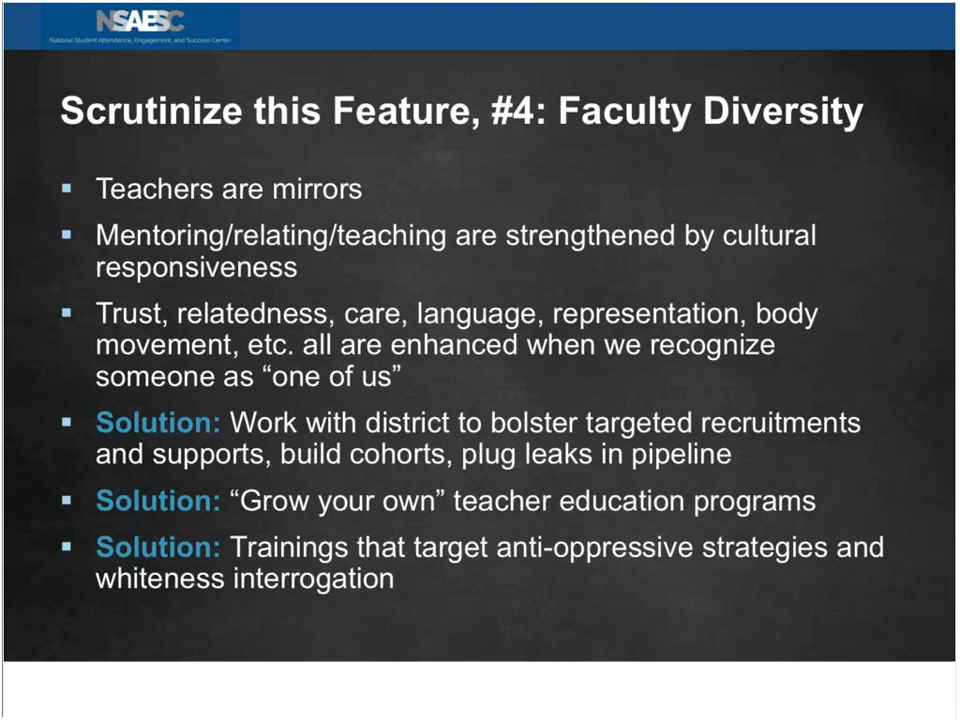 NSAESC
National Student Attendance, Engagement, and Success Center
Scrutinize this Feature, #4: Faculty Diversity
▪ Teachers are mirrors
▪ Mentoring/relating/teaching are strengthened by cultural
responsiveness
▪ Trust, relatedness, care, language, representation, body
movement, etc. all are enhanced when we recognize
someone as “one of us”
▪ Solution: Work with district to bolster targeted recruitments
and supports, build cohorts, plug leaks in pipeline
▪ Solution: “Grow your own” teacher education programs
▪ Solution: Trainings that target anti-oppressive strategies and
whiteness interrogation